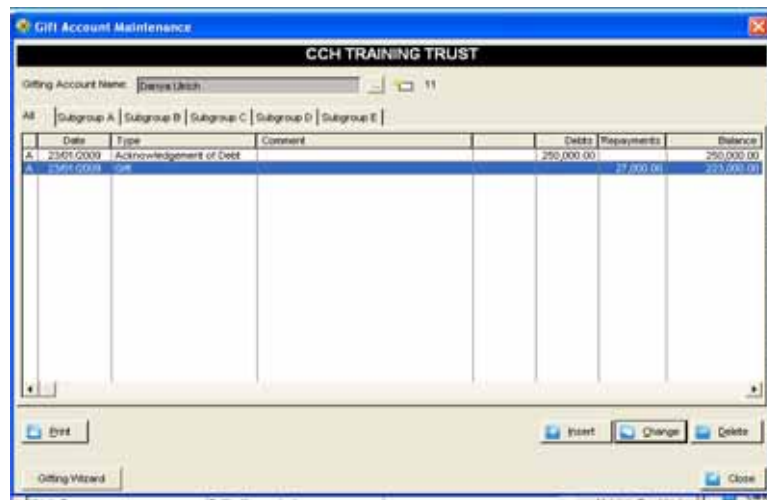 Gift Account Maintenance
CCH TRAINING TRUST
Gifting Account Name: Danya Ulrich ... 11
All Subgroup A Subgroup B Subgroup C Subgroup D Subgroup E
Date Type Comment Debts Repayments Balance
A 23/01/2009 Acknowledgement of Debt 250,000.00 250,000.00
A 23/01/2009 Gift 27,000.00 223,000.00
Print Insert Change Delete
Gifting Wizard Close